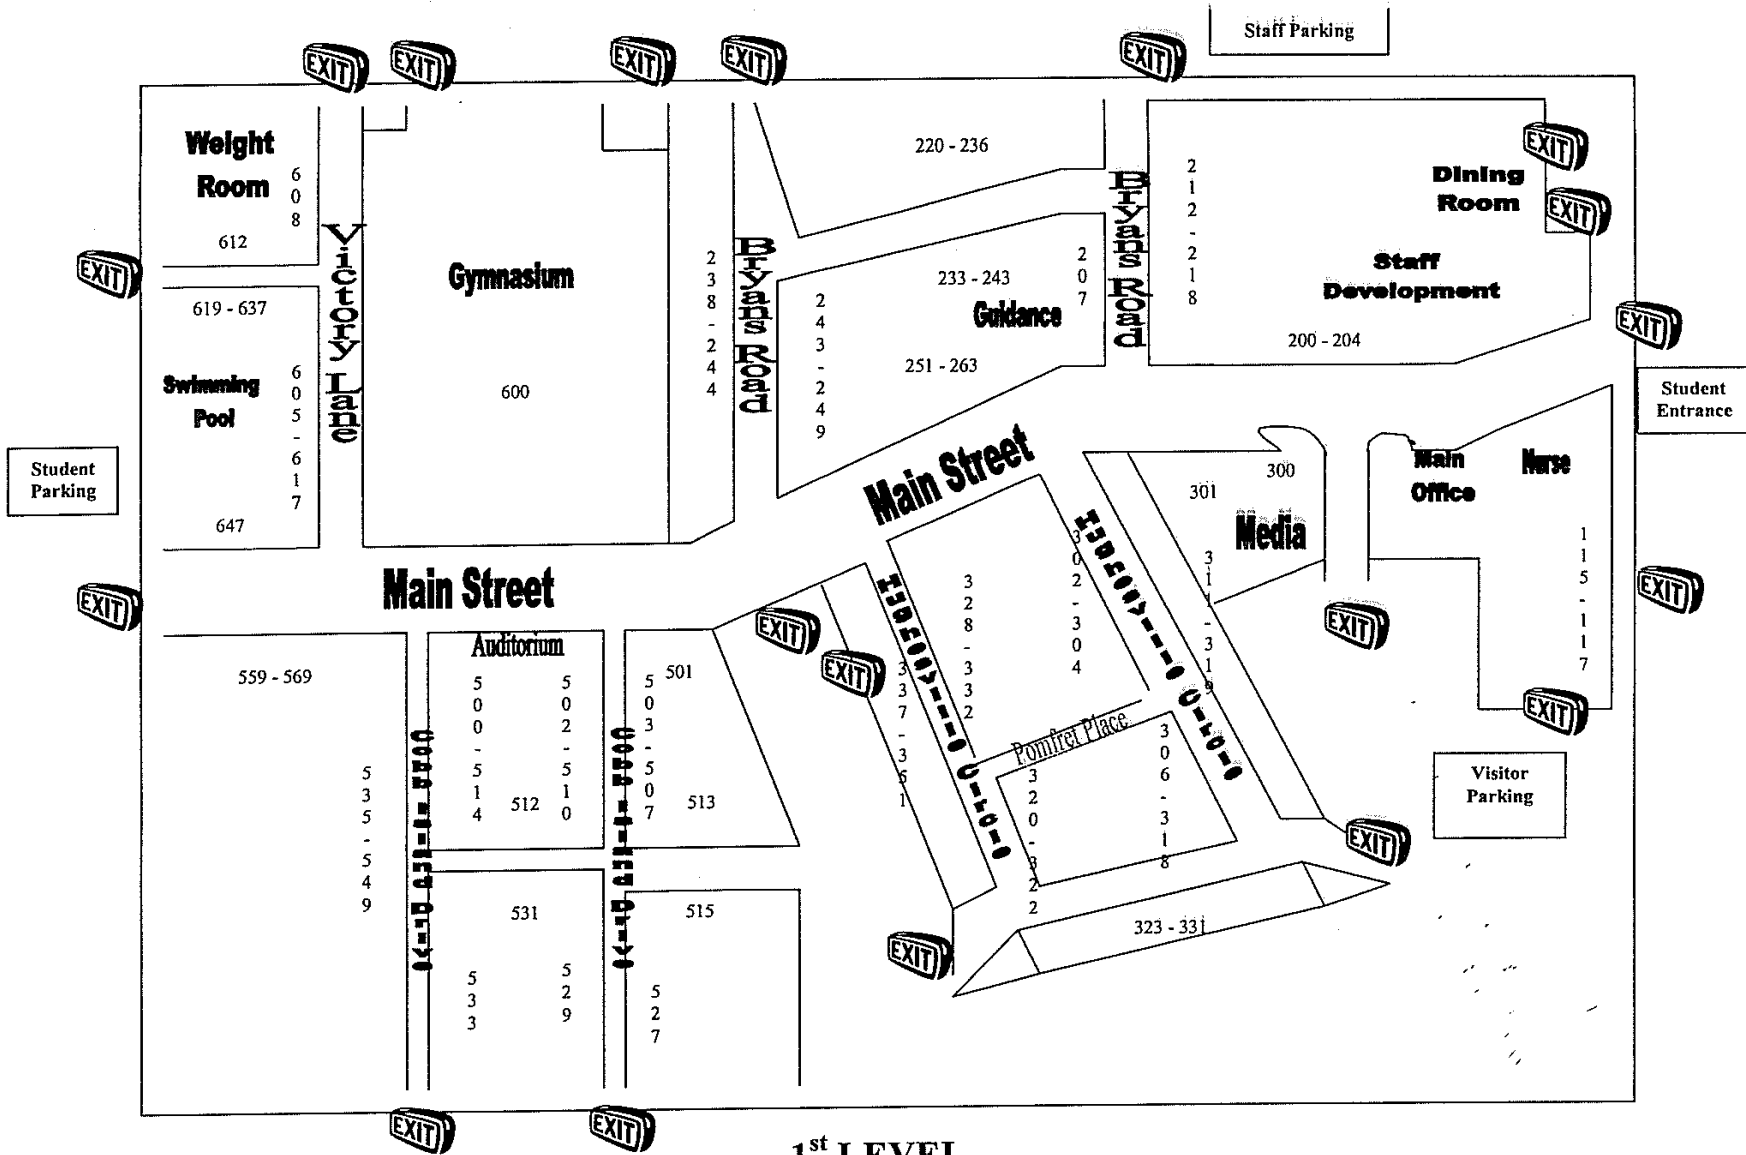 Staff Parking
EXIT
EXIT
EXIT
EXIT
EXIT
Weight
Room
608
612
220 - 236
Bryans Road
212-218
Dining
Room
EXIT
EXIT
EXIT
619 - 637
Victory Lane
Gymnasium
600
238-244
Bryans Road
243-249
233 - 243
207
Guidance
251 - 263
Staff
Development
200 - 204
EXIT
Student
Entrance
Swimming
Pool
605-617
647
Student
Parking
Main Street
Main Street
300
301
Media
311-319
Main
Office
Nurse
115-117
EXIT
EXIT
EXIT
EXIT
EXIT
EXIT
559 - 569
Auditorium
500-514
502-510
512
501
503-507
513
535-549
337-351
328-332
302-304
Pomfret Place
320-322
306-318
323 - 331
Visitor
Parking
EXIT
EXIT
531
533
529
515
527
EXIT
EXIT
1st LEVEL